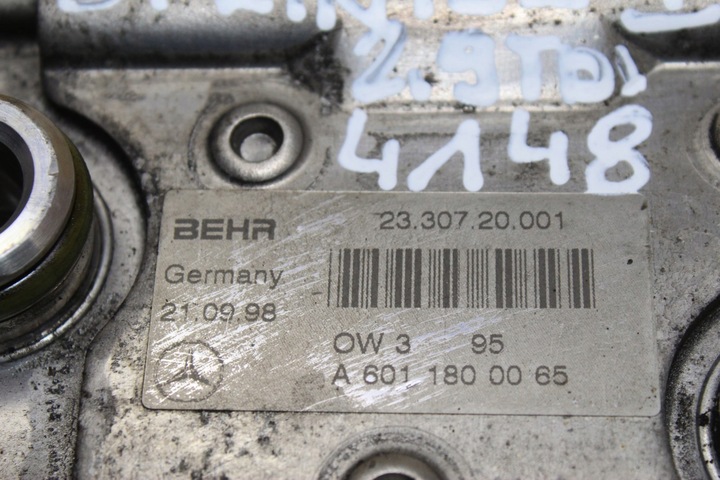 2.9TDI
4148
BEHR 23.307.20.001
Germany
21.09.98
OW 3 95
A 601 180 00 65